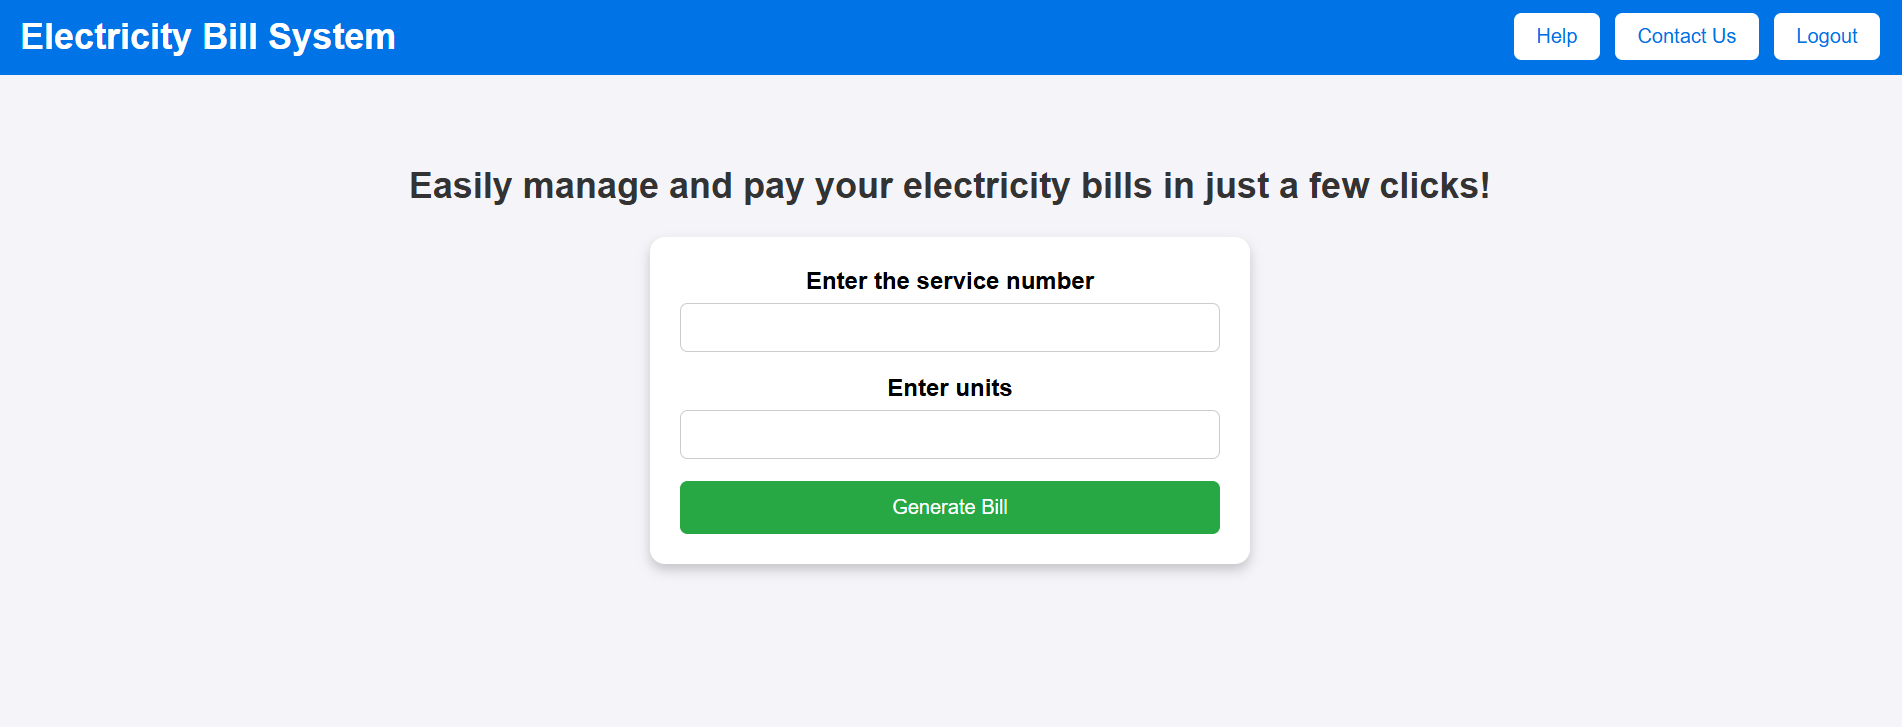 Electricity Bill System
Help
Contact Us
Logout
Easily manage and pay your electricity bills in just a few clicks!
Enter the service number
Enter units
Generate Bill